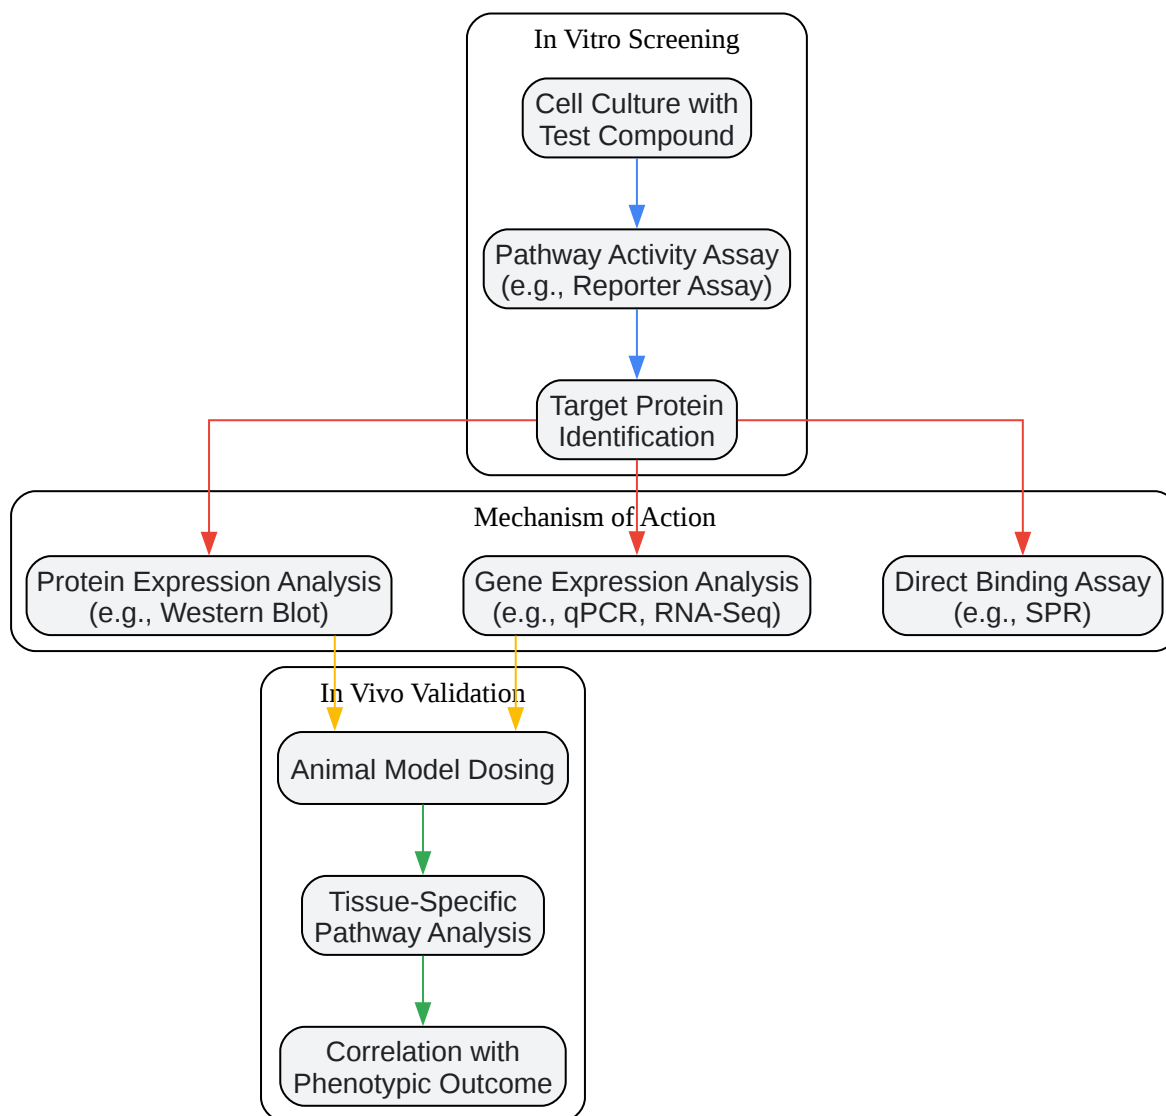 In Vitro Screening
Cell Culture with
Test Compound
Pathway Activity Assay
(e.g., Reporter Assay)
Target Protein
Identification
Mechanism of Action
Protein Expression Analysis
(e.g., Western Blot)
Gene Expression Analysis
(e.g., qPCR, RNA-Seq)
Direct Binding Assay
(e.g., SPR)
In Vivo Validation
Animal Model Dosing
Tissue-Specific
Pathway Analysis
Correlation with
Phenotypic Outcome